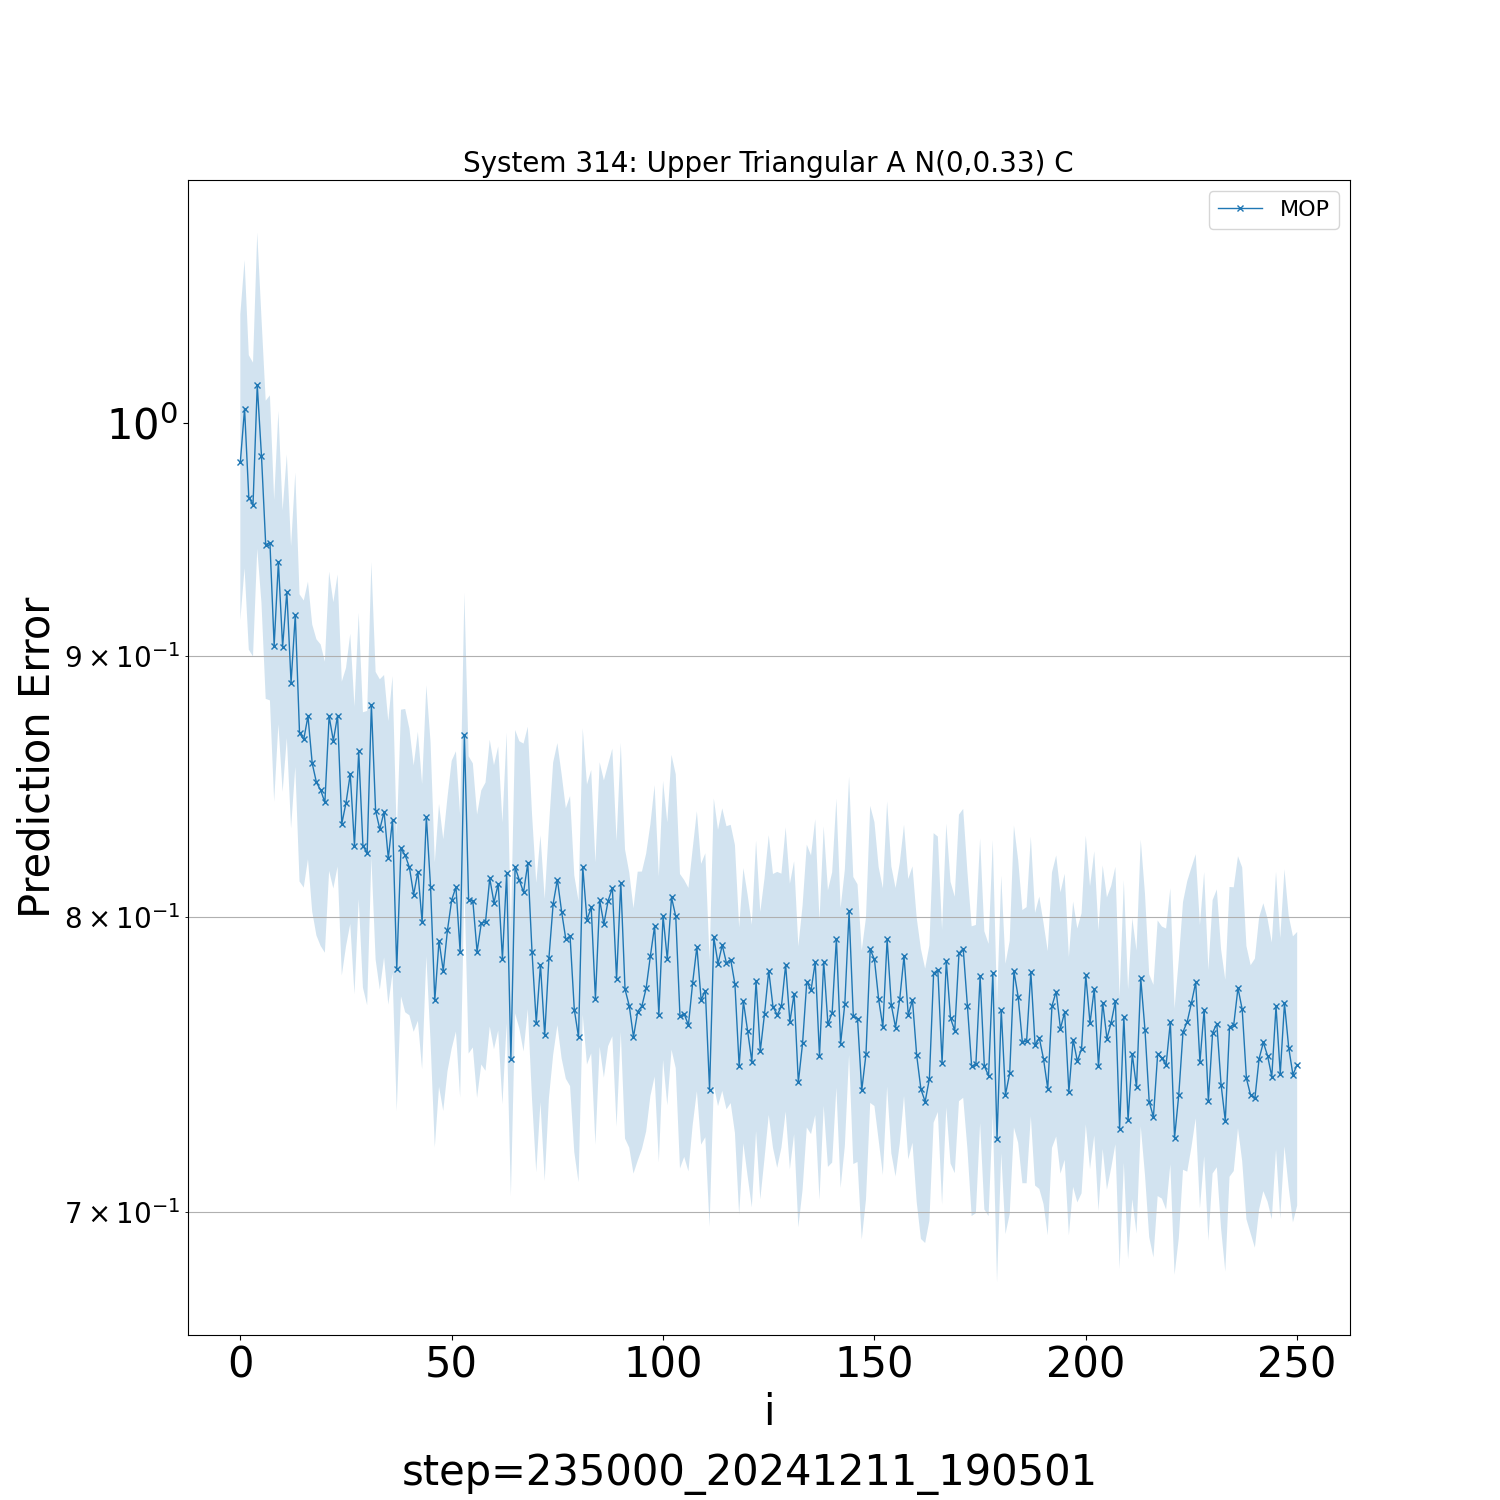 System 314: Upper Triangular A N(0,0.33) C
MOP
10⁰
9 × 10⁻¹
8 × 10⁻¹
7 × 10⁻¹
Prediction Error
0 50 100 150 200 250
i
step=235000_20241211_190501